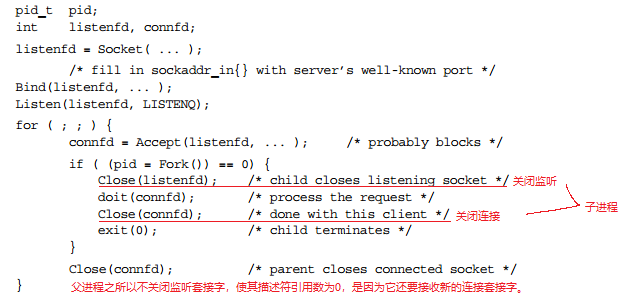 pid_t pid;
int listenfd, connfd;
listenfd = Socket( ... );
/* fill in sockaddr_in{} with server's well-known port */
Bind(listenfd, ... );
Listen(listenfd, LISTENQ);
for ( ; ; ) {
connfd = Accept(listenfd, ... ); /* probably blocks */
if ( (pid = Fork()) == 0) {
Close(listenfd); /* child closes listening socket */ 关闭监听
doit(connfd); /* process the request */
子进程
Close(connfd); /* done with this client */ 关闭连接
exit(0); /* child terminates */
}
Close(connfd); /* parent closes connected socket */
} 父进程之所以不关闭监听套接字，使其描述符引用数为0，是因为它还要接收新的连接套接字。